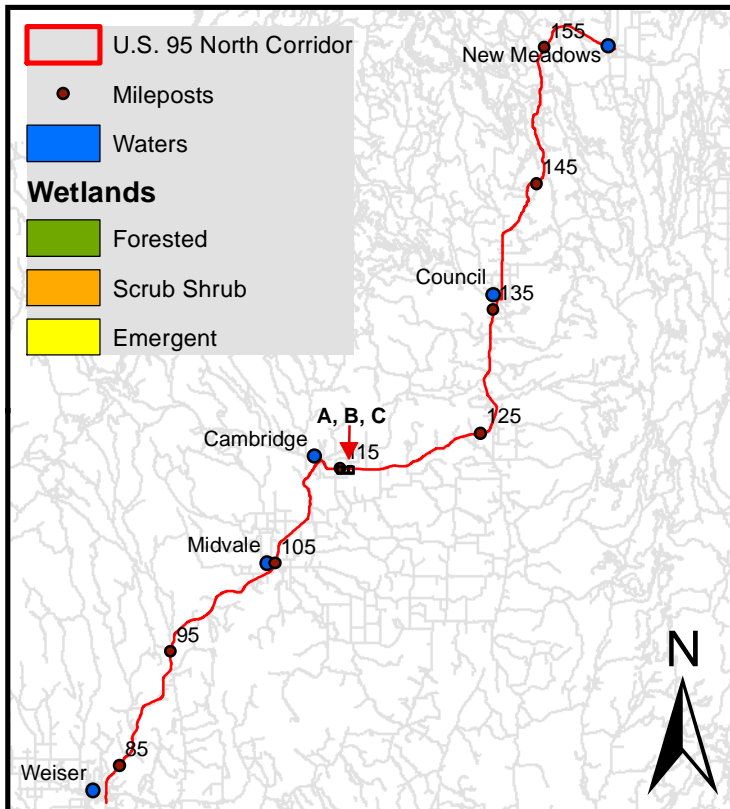 U.S. 95 North Corridor
Mileposts
Waters
Wetlands
Forested
Scrub Shrub
Emergent
155
New Meadows
145
Council
135
125
A, B, C
Cambridge
115
Midvale
105
95
N
85
Weiser